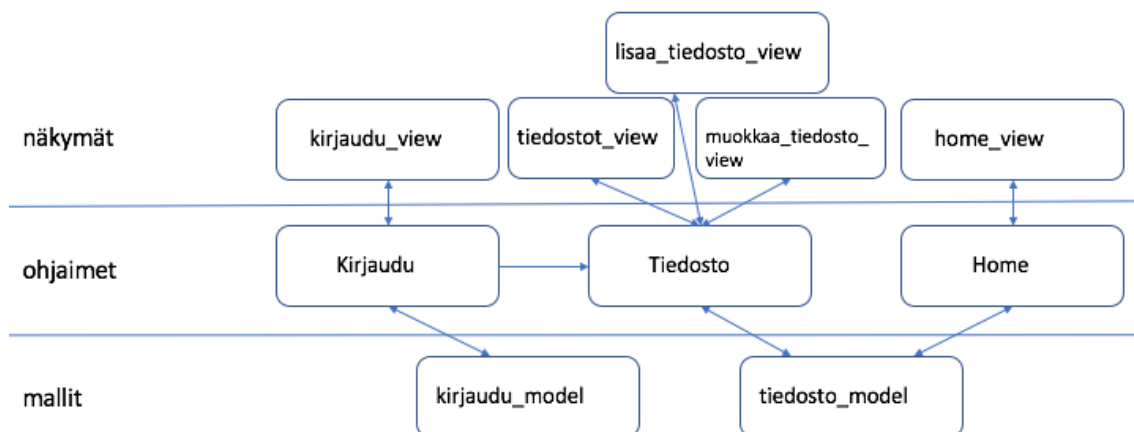 lisaa_tiedosto_view
näkymät
kirjaudu_view
tiedostot_view
muokkaa_tiedosto_
view
home_view
ohjaimet
Kirjaudu
Tiedosto
Home
mallit
kirjaudu_model
tiedosto_model